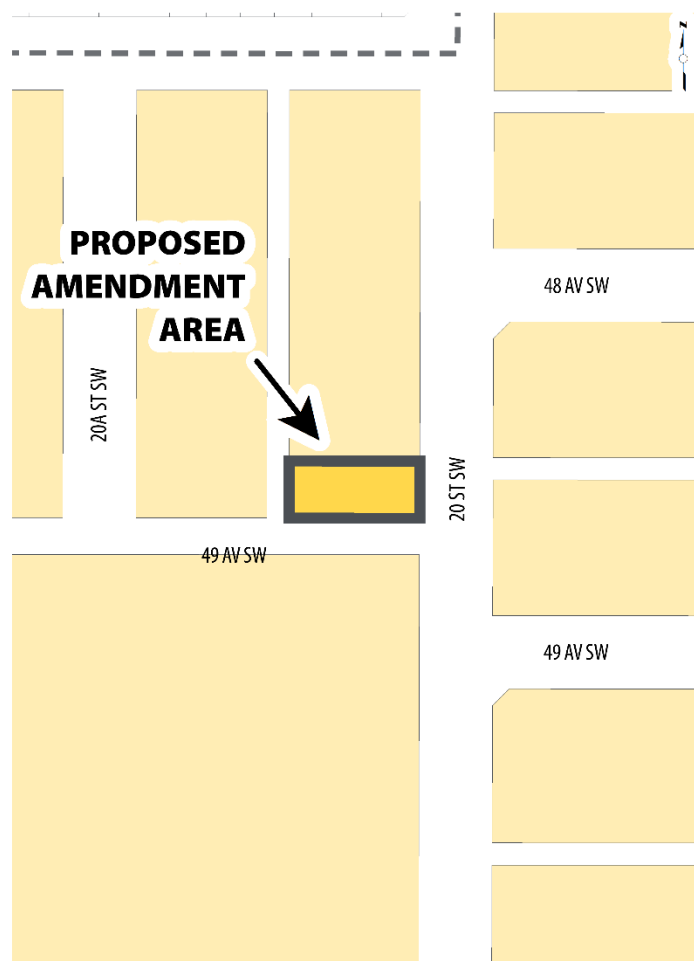 N
48 AV SW
PROPOSED
AMENDMENT
AREA
20A ST SW
20 ST SW
49 AV SW
49 AV SW